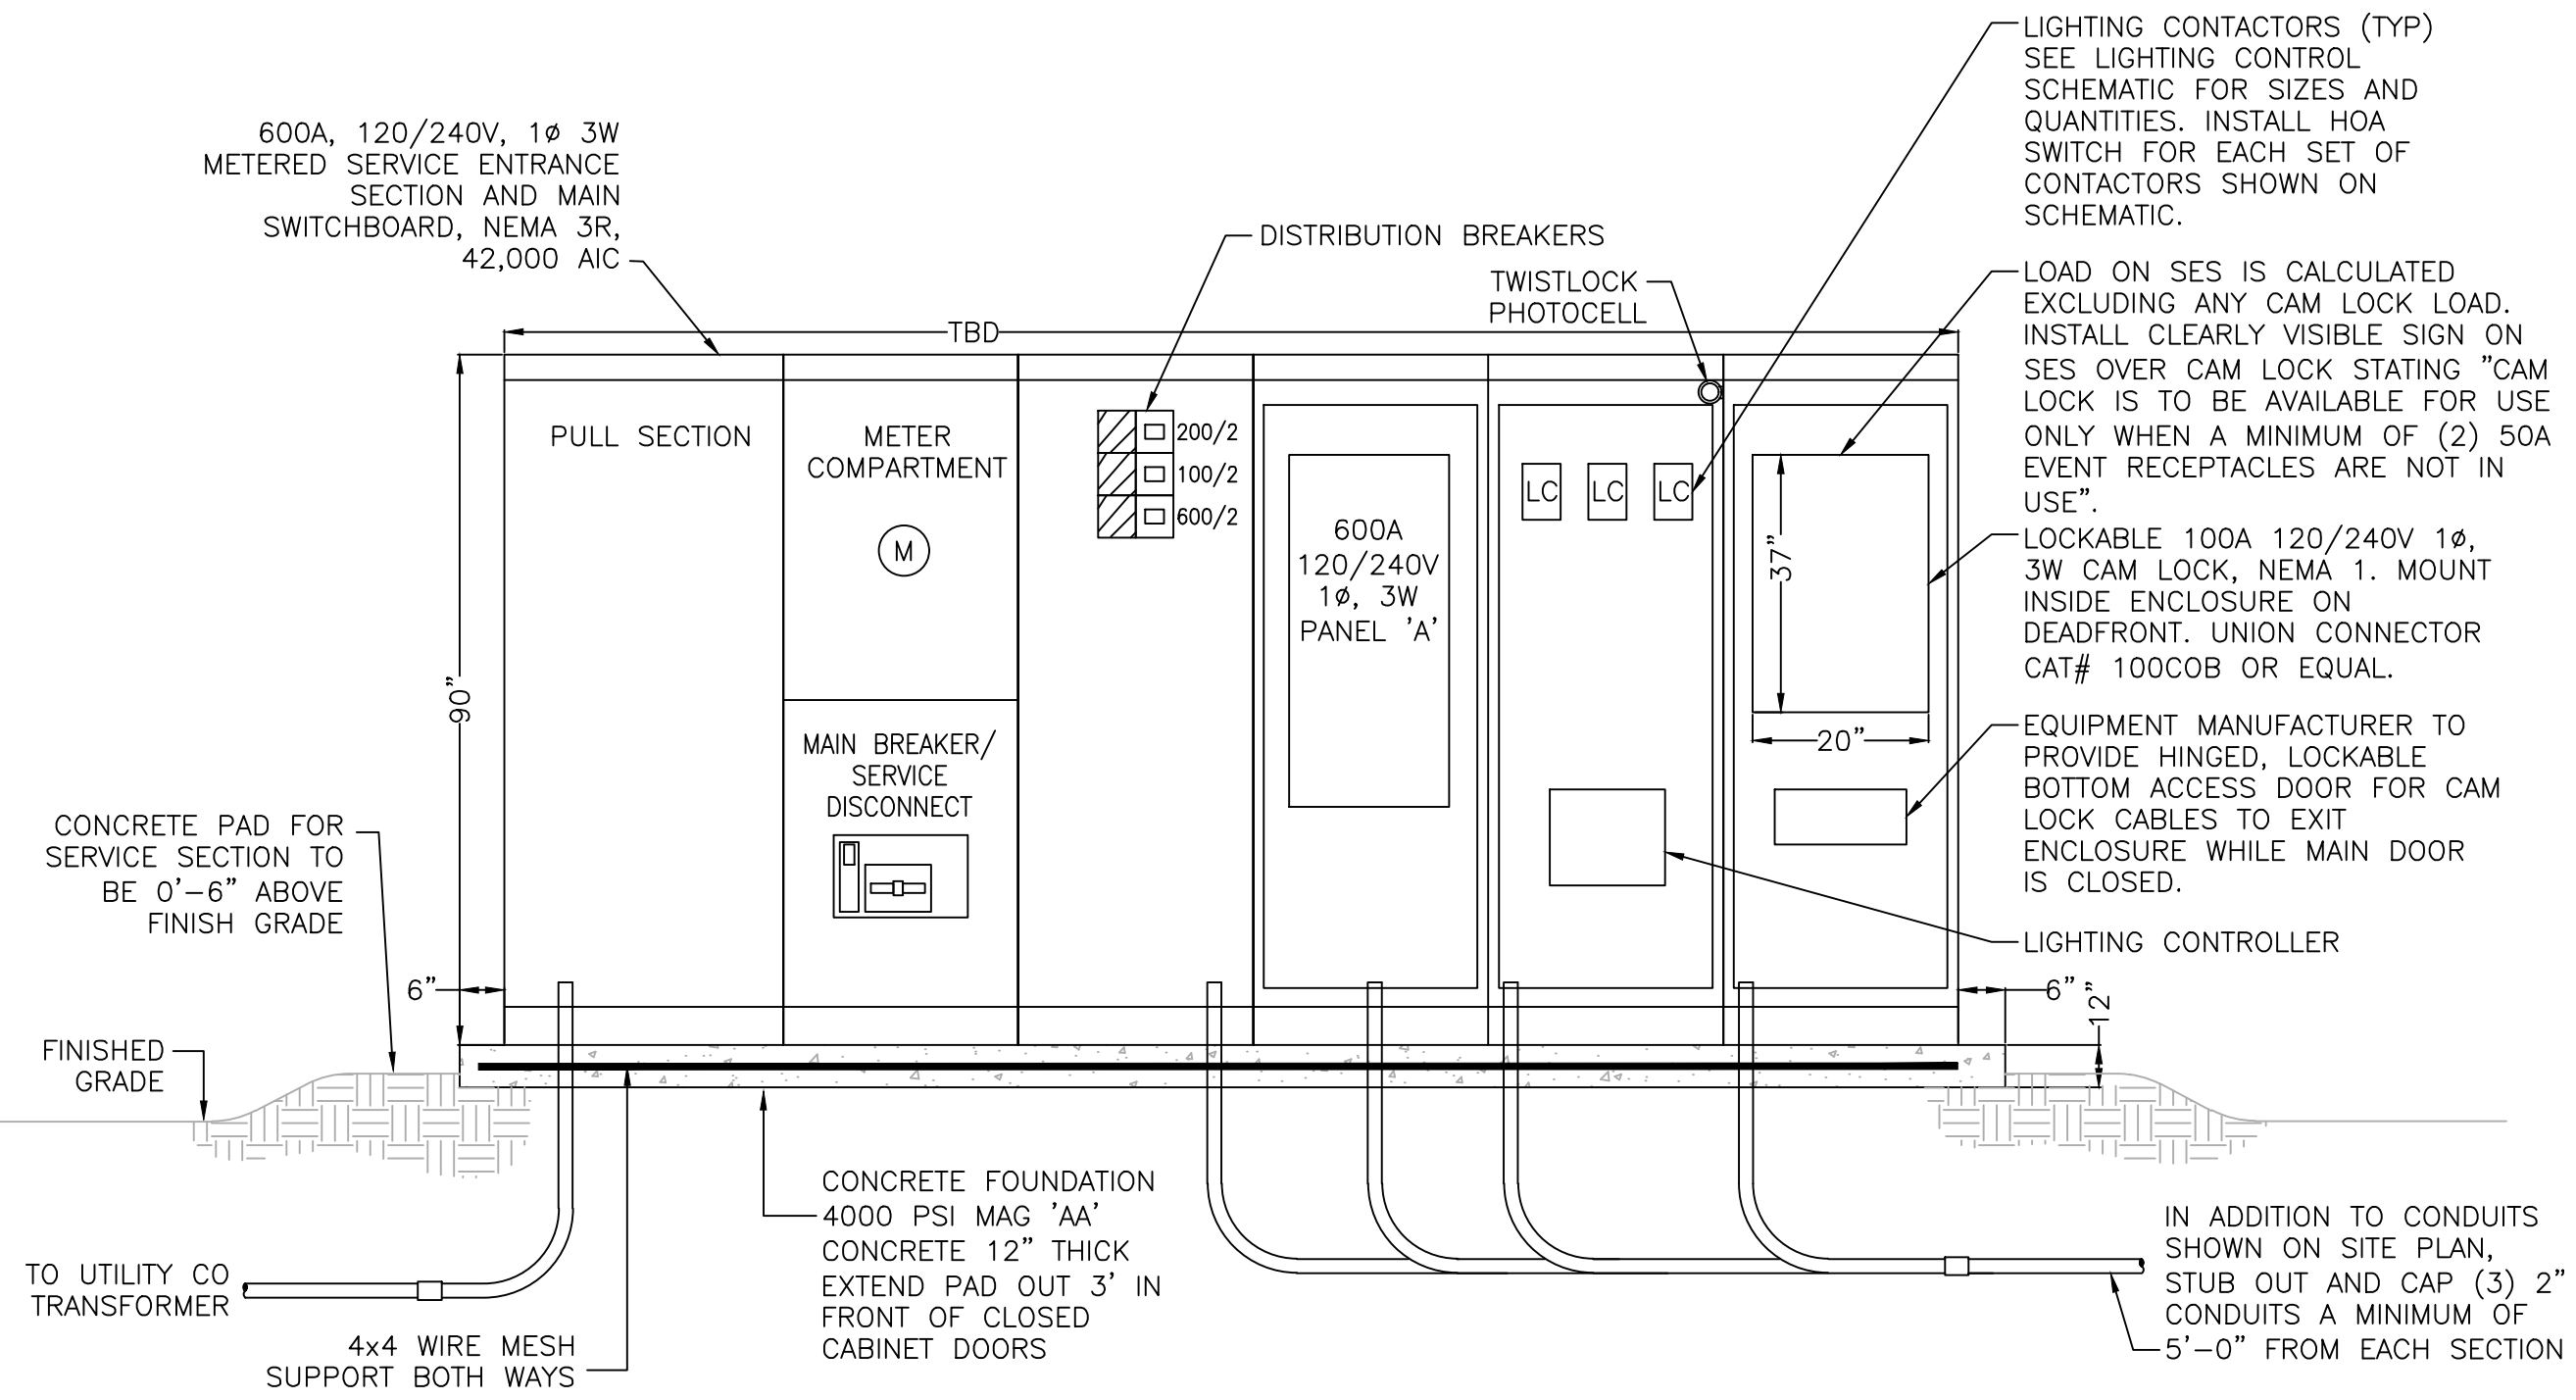 LIGHTING CONTACTORS (TYP)
SEE LIGHTING CONTROL
SCHEMATIC FOR SIZES AND
QUANTITIES. INSTALL HOA
SWITCH FOR EACH SET OF
CONTACTORS SHOWN ON
SCHEMATIC.
600A, 120/240V, 1ø 3W
METERED SERVICE ENTRANCE
SECTION AND MAIN
SWITCHBOARD, NEMA 3R,
42,000 AIC
DISTRIBUTION BREAKERS
TWISTLOCK
PHOTOCELL
TBD
LOAD ON SES IS CALCULATED
EXCLUDING ANY CAM LOCK LOAD.
INSTALL CLEARLY VISIBLE SIGN ON
SES OVER CAM LOCK STATING "CAM
LOCK IS TO BE AVAILABLE FOR USE
ONLY WHEN A MINIMUM OF (2) 50A
EVENT RECEPTACLES ARE NOT IN
USE".
PULL SECTION
METER
COMPARTMENT
M
200/2
100/2
600/2
600A
120/240V
1ø, 3W
PANEL 'A'
LC
LC
LC
37"
20"
LOCKABLE 100A 120/240V 1ø,
3W CAM LOCK, NEMA 1. MOUNT
INSIDE ENCLOSURE ON
DEADFRONT. UNION CONNECTOR
CAT# 100COB OR EQUAL.
90"
MAIN BREAKER/
SERVICE
DISCONNECT
EQUIPMENT MANUFACTURER TO
PROVIDE HINGED, LOCKABLE
BOTTOM ACCESS DOOR FOR CAM
LOCK CABLES TO EXIT
ENCLOSURE WHILE MAIN DOOR
IS CLOSED.
CONCRETE PAD FOR
SERVICE SECTION TO
BE 0'-6" ABOVE
FINISH GRADE
LIGHTING CONTROLLER
6"
6"
12"
FINISHED
GRADE
CONCRETE FOUNDATION
4000 PSI MAG 'AA'
CONCRETE 12" THICK
EXTEND PAD OUT 3' IN
FRONT OF CLOSED
CABINET DOORS
TO UTILITY CO
TRANSFORMER
4x4 WIRE MESH
SUPPORT BOTH WAYS
IN ADDITION TO CONDUITS
SHOWN ON SITE PLAN,
STUB OUT AND CAP (3) 2"
CONDUITS A MINIMUM OF
5'-0" FROM EACH SECTION